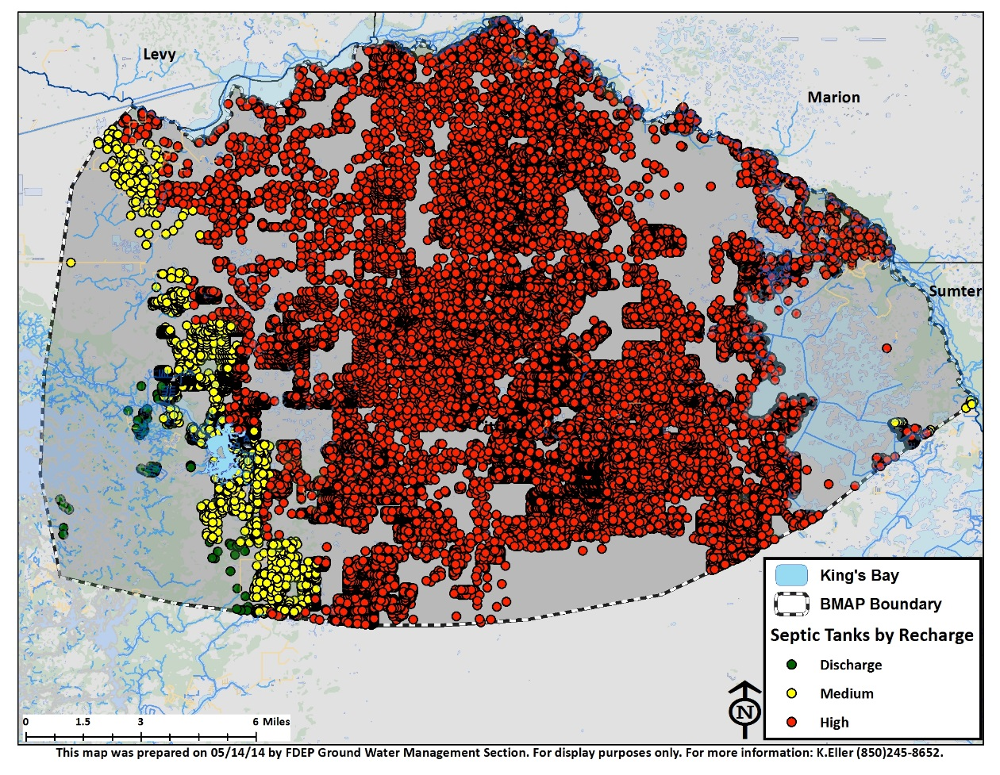 Levy
Marion
Sumter
King's Bay
BMAP Boundary
Septic Tanks by Recharge
Discharge
Medium
High
N
0 1.5 3 6 Miles
This map was prepared on 05/14/14 by FDEP Ground Water Management Section. For display purposes only. For more information: K.Eller (850)245-8652.